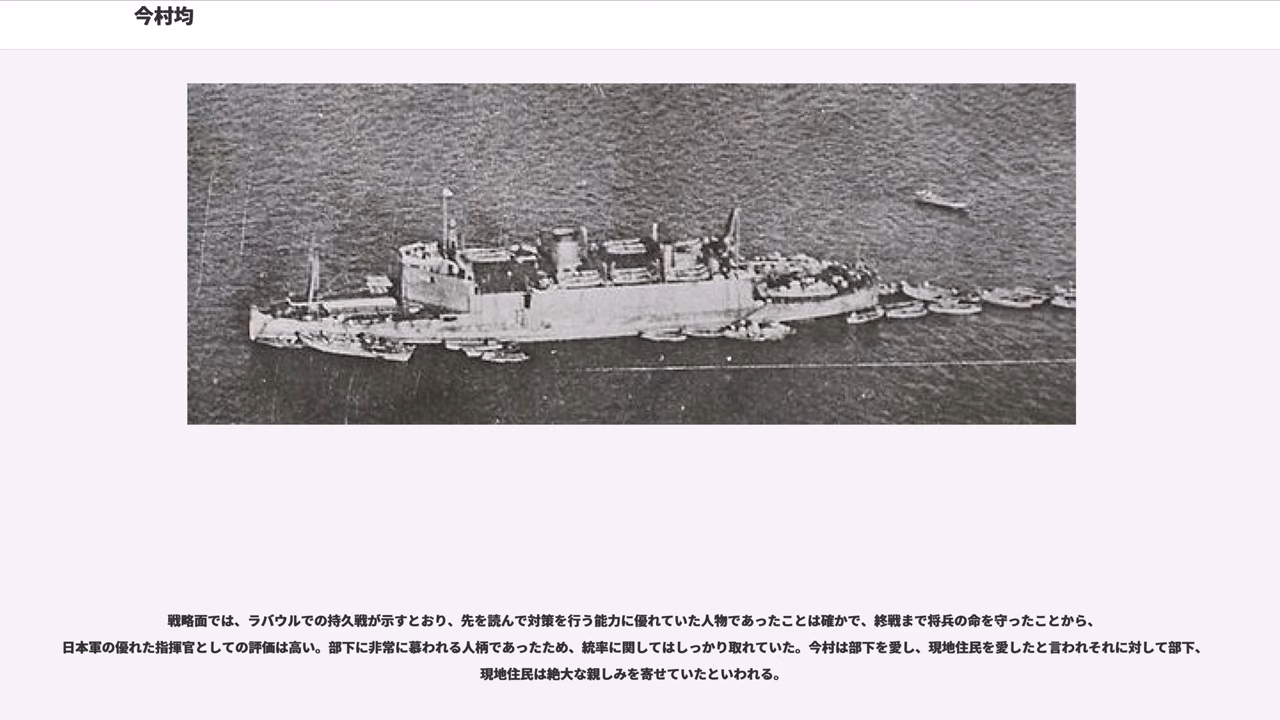 今村均
戦略面では、ラバウルでの持久戦が示すとおり、先を読んで対策を行う能力に優れていた人物であったことは確かで、終戦まで将兵の命を守ったことから、
日本軍の優れた指揮官としての評価は高い。部下に非常に慕われる人柄であったため、統率に関してはしっかり取れていた。今村は部下を愛し、現地住民を愛したと言われそれに対して部下、
現地住民は絶大な親しみを寄せていたといわれる。